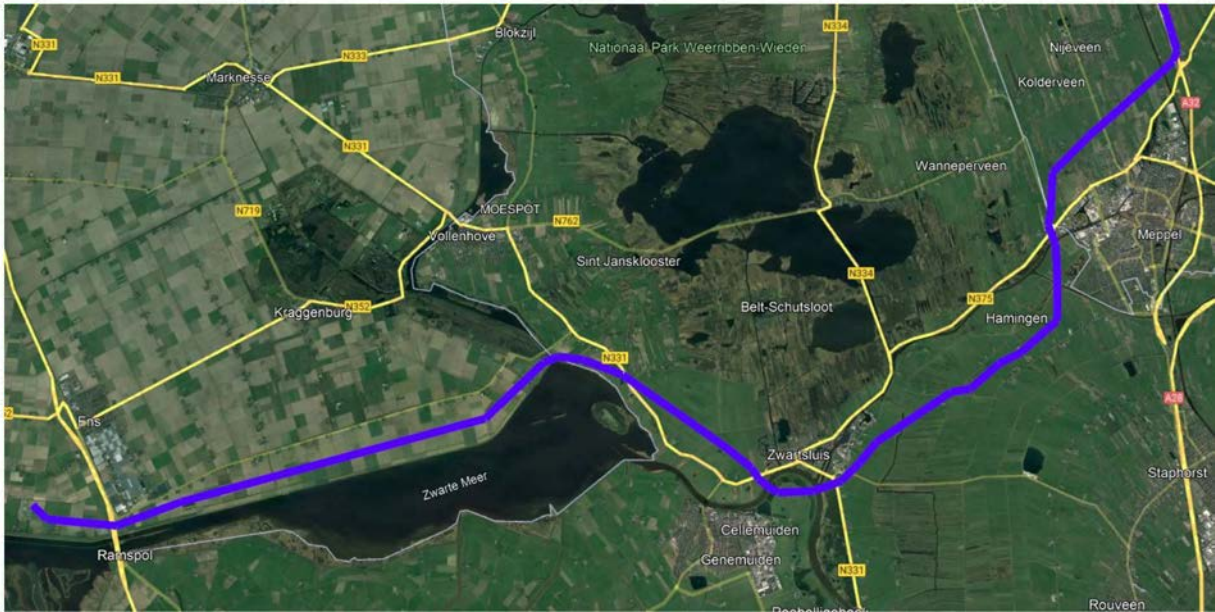 Blokzijl
N334
N331
N333
Nationaal Park Weerribben-Wieden
Nijeveen
N331
Marknesse
Kolderveen
A32
N331
Wanneperveen
N719
MOESPOT
N762
Vollenhove
Meppel
Sint Jansklooster
N334
N375
Kraggenburg
N352
Belt-Schutsloot
Hamingen
N331
A28
Ens
Zwartsluis
Staphorst
Zwarte Meer
Cellemuiden
Ramspol
Genemuiden
N331
Rouveen